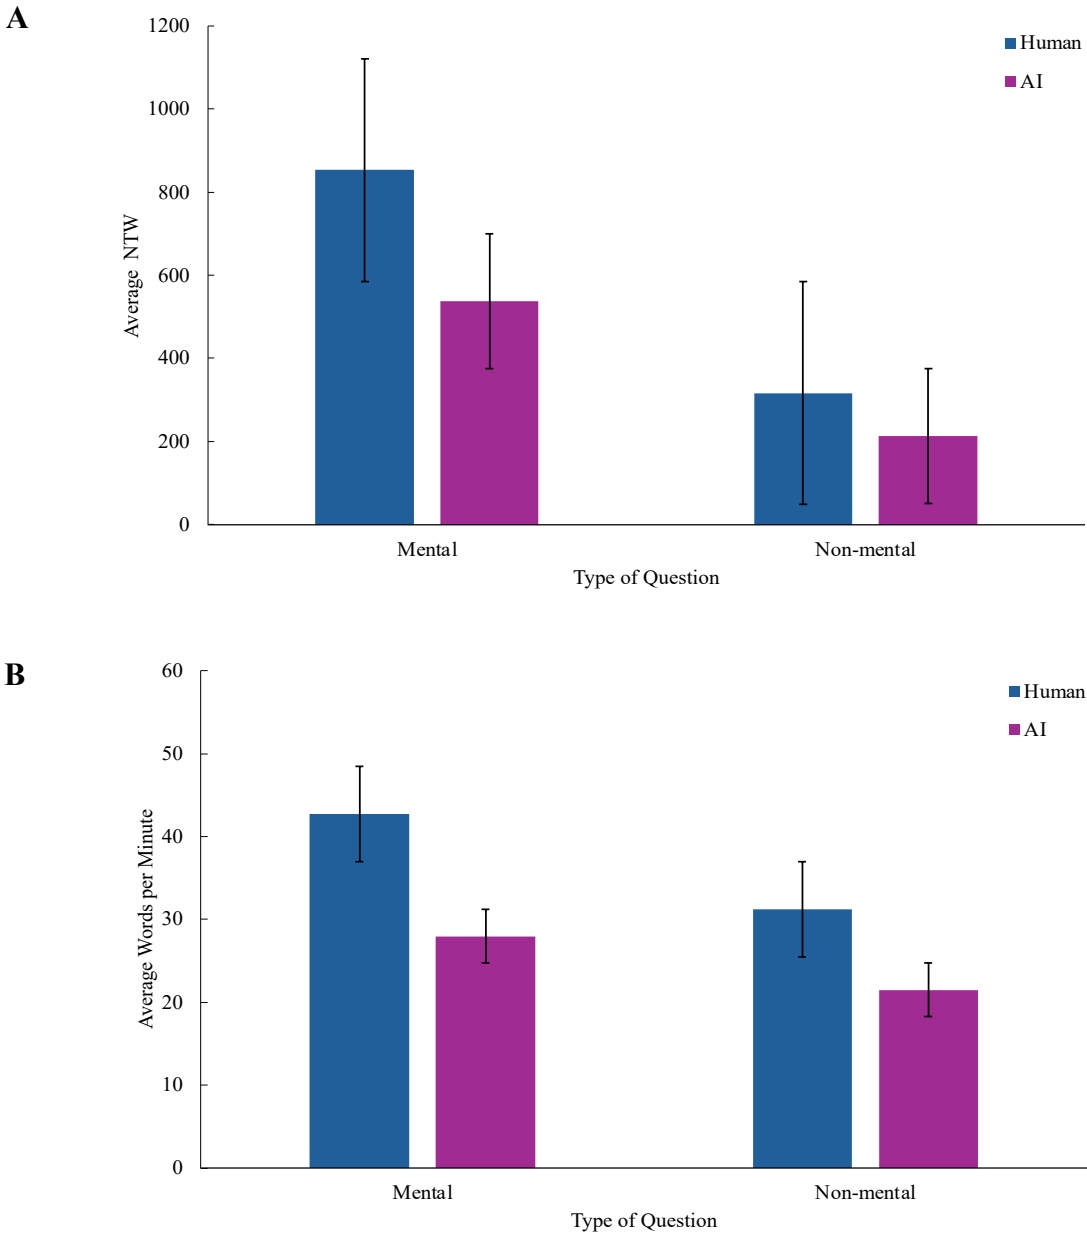 A
1200
1000
800
600
400
200
0
Average NTW
Human
AI
Mental
Non-mental
Type of Question
B
60
50
40
30
20
10
0
Average Words per Minute
Human
AI
Mental
Non-mental
Type of Question